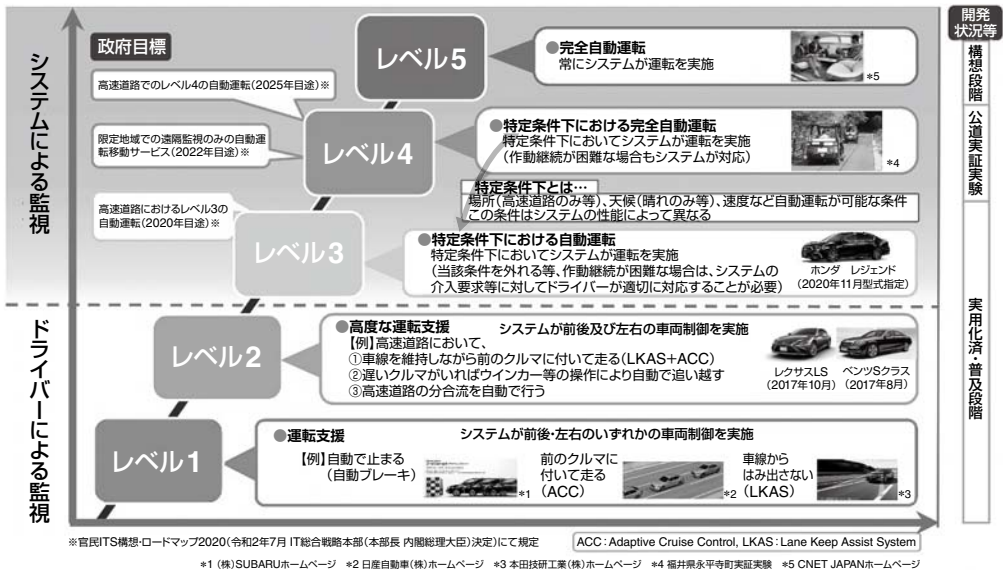 開発
状況等
政府目標
システムによる監視
ドライバーによる監視
構想段階
公道実証実験
実用化済・普及段階
レベル5
●完全自動運転
常にシステムが運転を実施
*5
高速道路でのレベル4の自動運転(2025年目途)※
限定地域での遠隔監視のみの自動運
転移動サービス(2022年目途)※
レベル4
●特定条件下における完全自動運転
特定条件下においてシステムが運転を実施
(作動継続が困難な場合もシステムが対応)
*4
特定条件下とは…
場所(高速道路のみ等)、天候(晴れのみ等)、速度など自動運転が可能な条件
この条件はシステムの性能によって異なる
高速道路におけるレベル3の
自動運転(2020年目途)※
レベル3
●特定条件下における自動運転
特定条件下においてシステムが運転を実施
(当該条件を外れる等、作動継続が困難な場合は、システムの
介入要求等に対してドライバーが適切に対応することが必要)
ホンダ レジェンド
(2020年11月型式指定)
レベル2
●高度な運転支援 システムが前後及び左右の車両制御を実施
【例】高速道路において、
①車線を維持しながら前のクルマに付いて走る(LKAS+ACC)
②遅いクルマがいればウインカー等の操作により自動で追い越す
③高速道路の分合流を自動で行う
レクサスLS
(2017年10月)
ベンツSクラス
(2017年8月)
レベル1
●運転支援 システムが前後・左右のいずれかの車両制御を実施
【例】自動で止まる
(自動ブレーキ)
*1
前のクルマに
付いて走る
(ACC)
*2
車線から
はみ出さない
(LKAS)
*3
※官民ITS構想・ロードマップ2020(令和2年7月 IT総合戦略本部(本部長 内閣総理大臣)決定)にて規定
ACC:Adaptive Cruise Control, LKAS:Lane Keep Assist System
*1 (株)SUBARUホームページ *2 日産自動車(株)ホームページ *3 本田技研工業(株)ホームページ *4 福井県永平寺町実証実験 *5 CNET JAPANホームページ